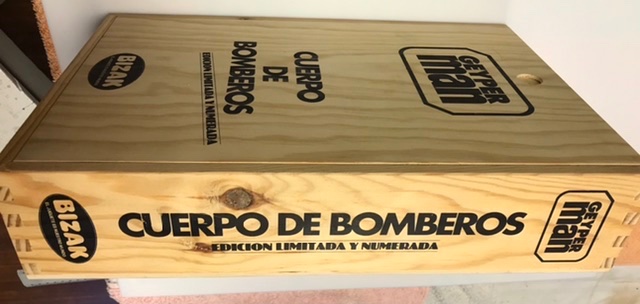 GEYPER
man
CUERPO
DE
BOMBEROS
EDICION LIMITADA Y NUMERADA
BIZAK
BIZAK
CUERPO DE BOMBEROS
EDICION LIMITADA Y NUMERADA
GEYPER
man